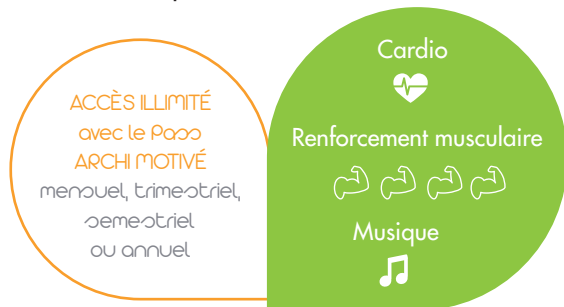 ACCÈS ILLIMITÉ
avec le Pass
ARCHI MOTIVÉ
mensuel, trimestriel,
semestriel
ou annuel
Cardio
Renforcement musculaire
Musique